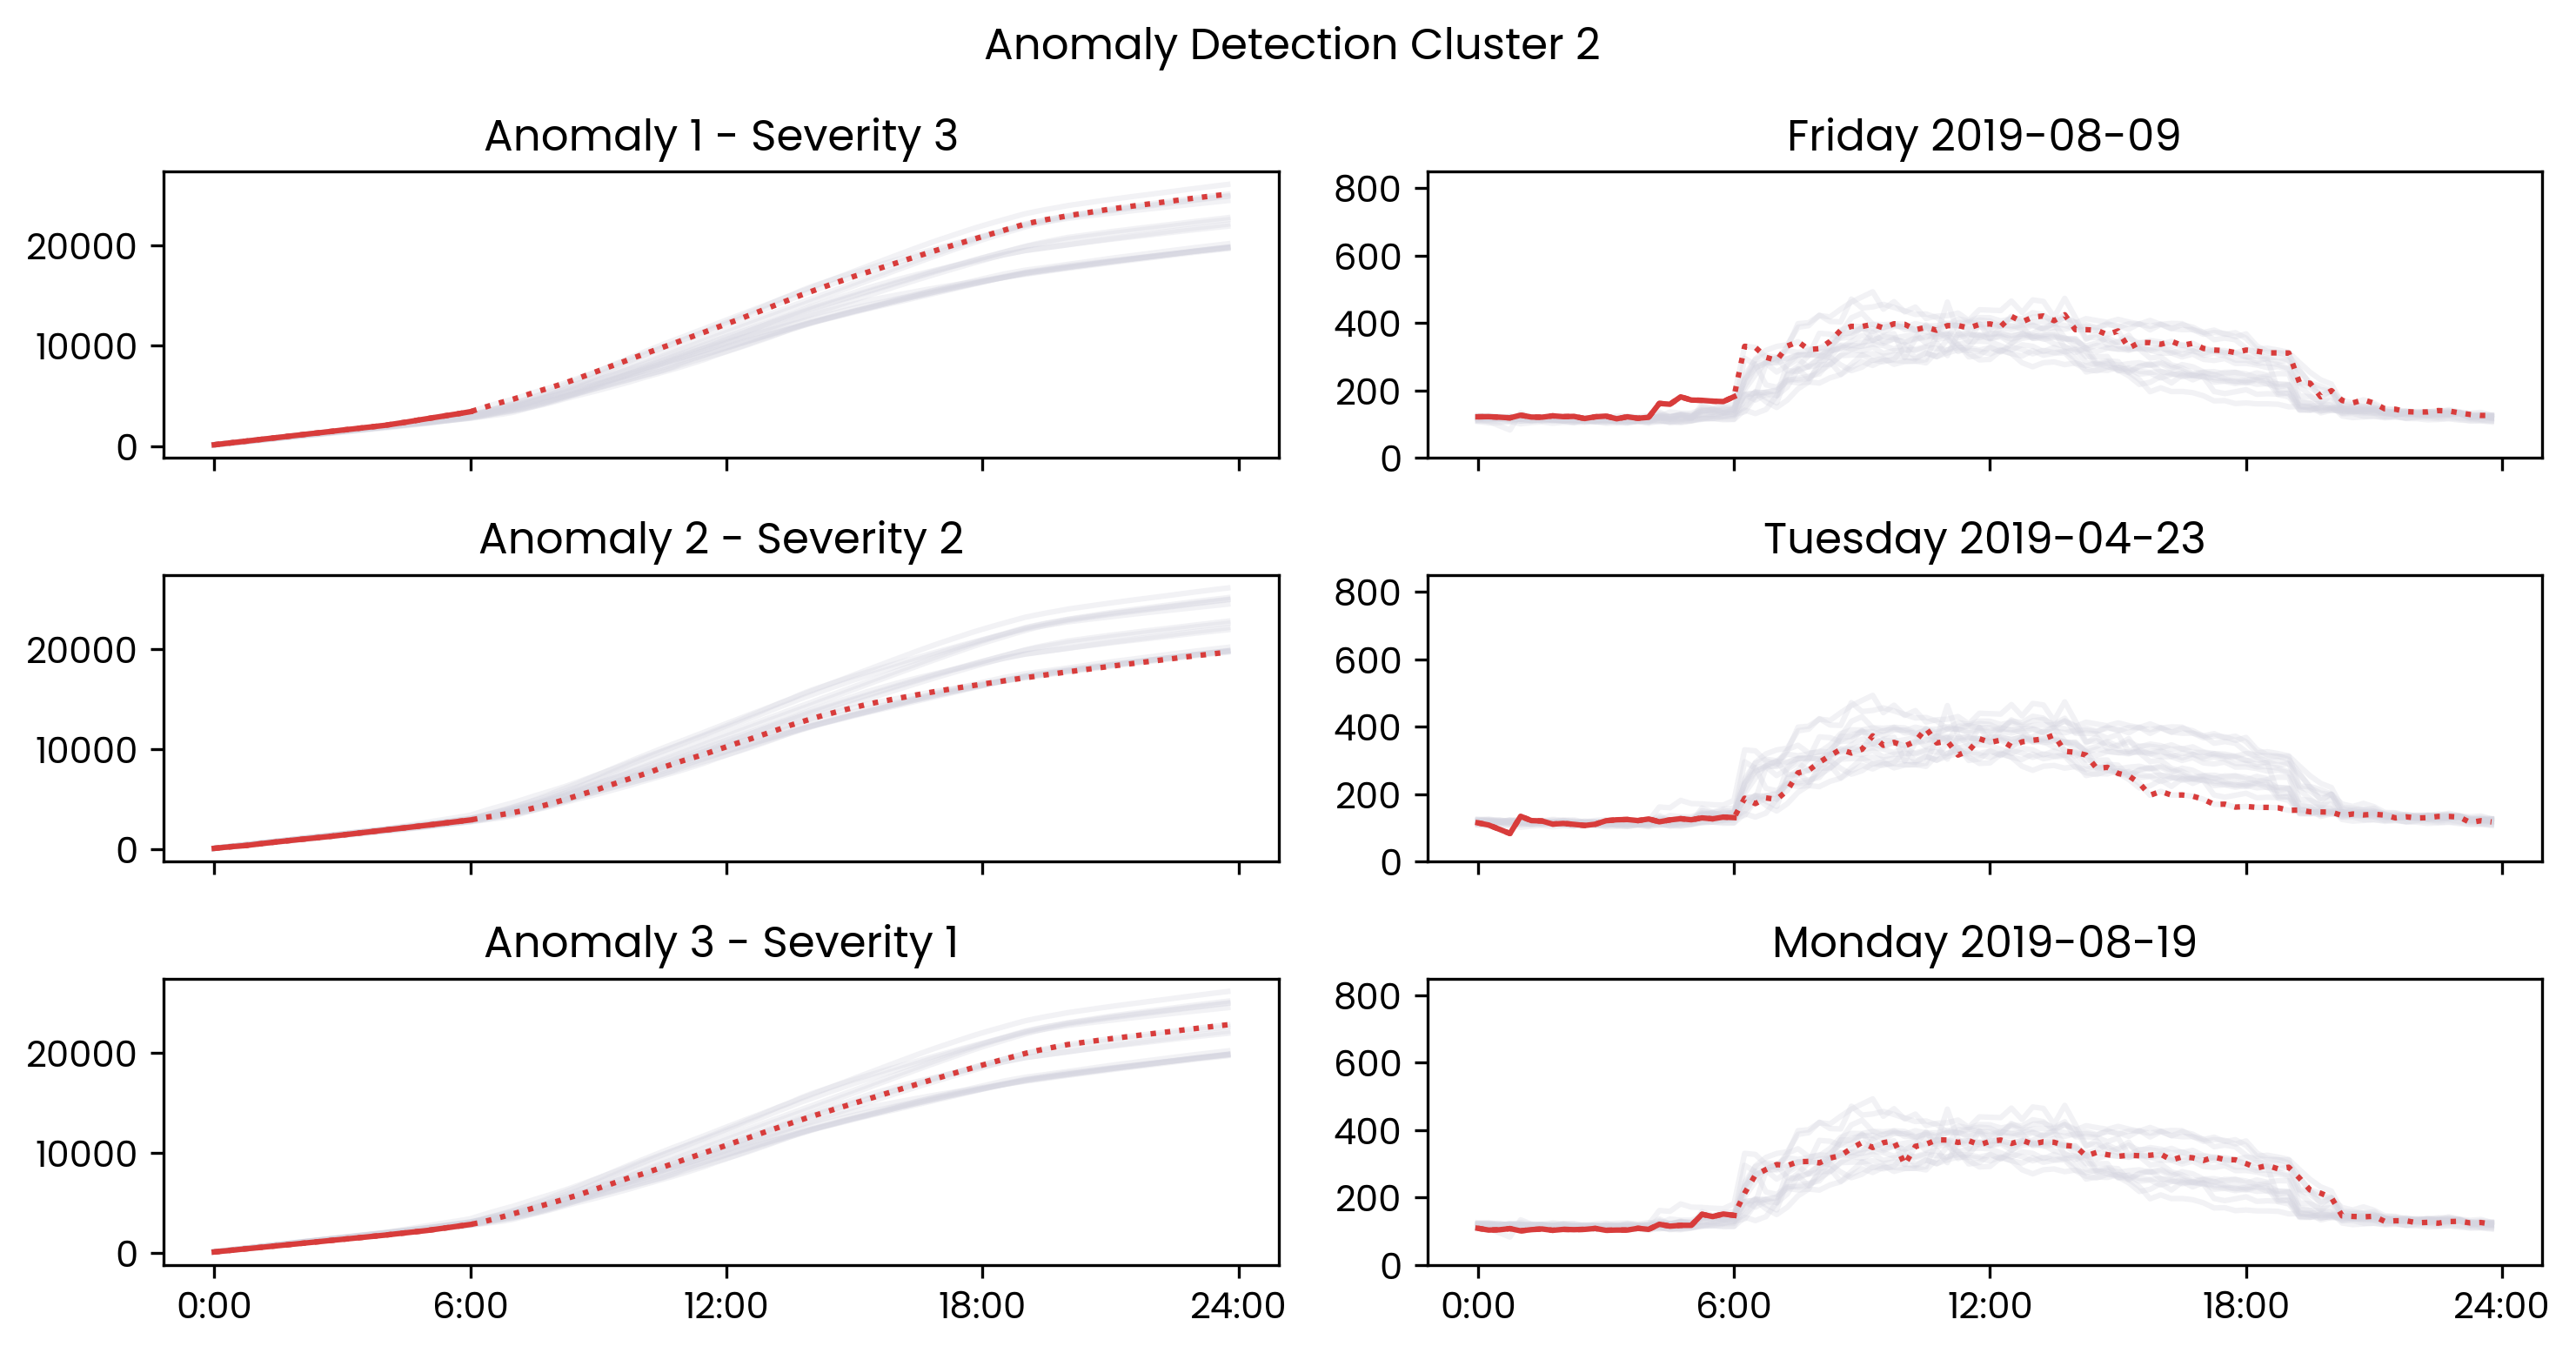 Anomaly Detection Cluster 2
Anomaly 1 - Severity 3
Friday 2019-08-09
20000
10000
0
800
600
400
200
0
Anomaly 2 - Severity 2
Tuesday 2019-04-23
20000
10000
0
800
600
400
200
0
Anomaly 3 - Severity 1
Monday 2019-08-19
20000
10000
0
800
600
400
200
0
0:00 6:00 12:00 18:00 24:00
0:00 6:00 12:00 18:00 24:00